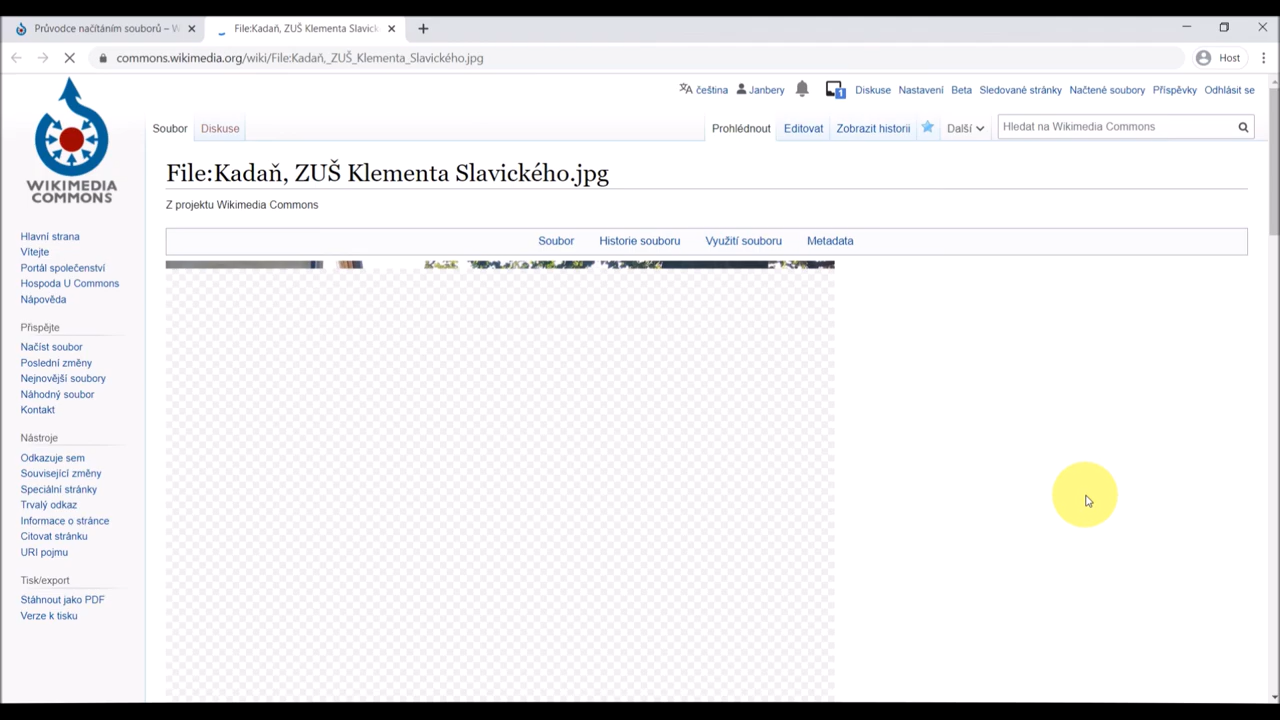 Průvodce načítáním souborů – W
File:Kadaň, ZUŠ Klementa Slavick
commons.wikimedia.org/wiki/File:Kadaň,_ZUŠ_Klementa_Slavického.jpg
Host
čeština Janbery 1 Diskuse Nastavení Beta Sledované stránky Načtené soubory Příspěvky Odhlásit se
Soubor Diskuse Prohlédnout Editovat Zobrazit historii Další Hledat na Wikimedia Commons
WIKIMEDIA
COMMONS
File:Kadaň, ZUŠ Klementa Slavického.jpg
Z projektu Wikimedia Commons
Soubor Historie souboru Využití souboru Metadata
Hlavní strana
Vítejte
Portál společenství
Hospoda U Commons
Nápověda
Přispějte
Načíst soubor
Poslední změny
Nejnovější soubory
Náhodný soubor
Kontakt
Nástroje
Odkazuje sem
Související změny
Speciální stránky
Trvalý odkaz
Informace o stránce
Citovat stránku
URI pojmu
Tisk/export
Stáhnout jako PDF
Verze k tisku